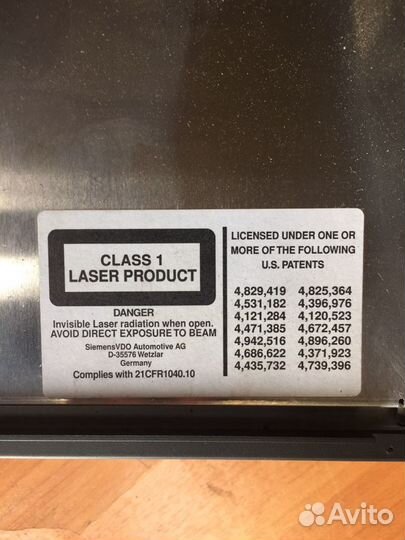 CLASS 1
LASER PRODUCT
DANGER
Invisible Laser radiation when open.
AVOID DIRECT EXPOSURE TO BEAM
SiemensVDO Automotive AG
D-35576 Wetzlar
Germany
Complies with 21CFR1040.10
LICENSED UNDER ONE OR
MORE OF THE FOLLOWING
U.S. PATENTS
4,829,419 4,825,364
4,531,182 4,396,976
4,121,284 4,120,523
4,471,385 4,672,457
4,942,516 4,896,260
4,686,622 4,371,923
4,435,732 4,739,396
Avito